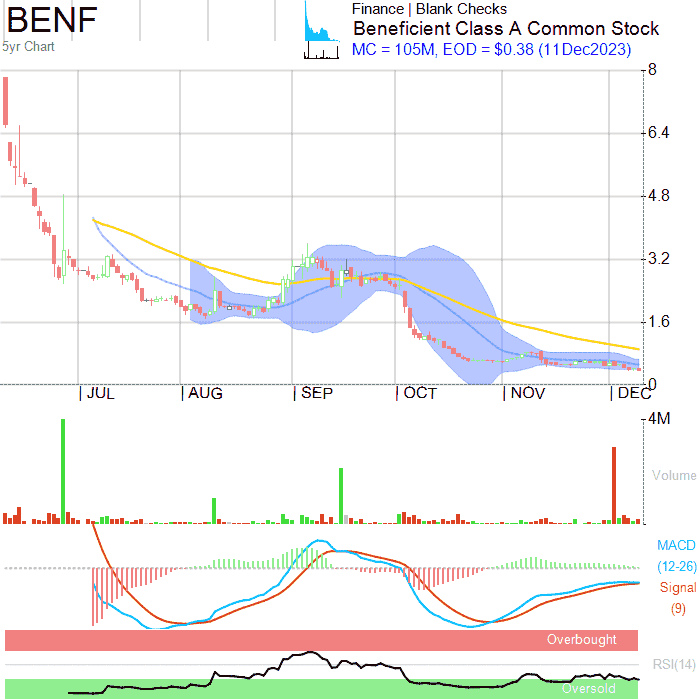 BENF
5yr Chart
Finance | Blank Checks
Beneficient Class A Common Stock
MC = 105M, EOD = $0.38 (11Dec2023)
8
6.4
4.8
3.2
1.6
0
| JUL | AUG | SEP | OCT | NOV | DEC
4M
Volume
MACD
(12-26)
Signal
(9)
Overbought
RSI(14)
Oversold